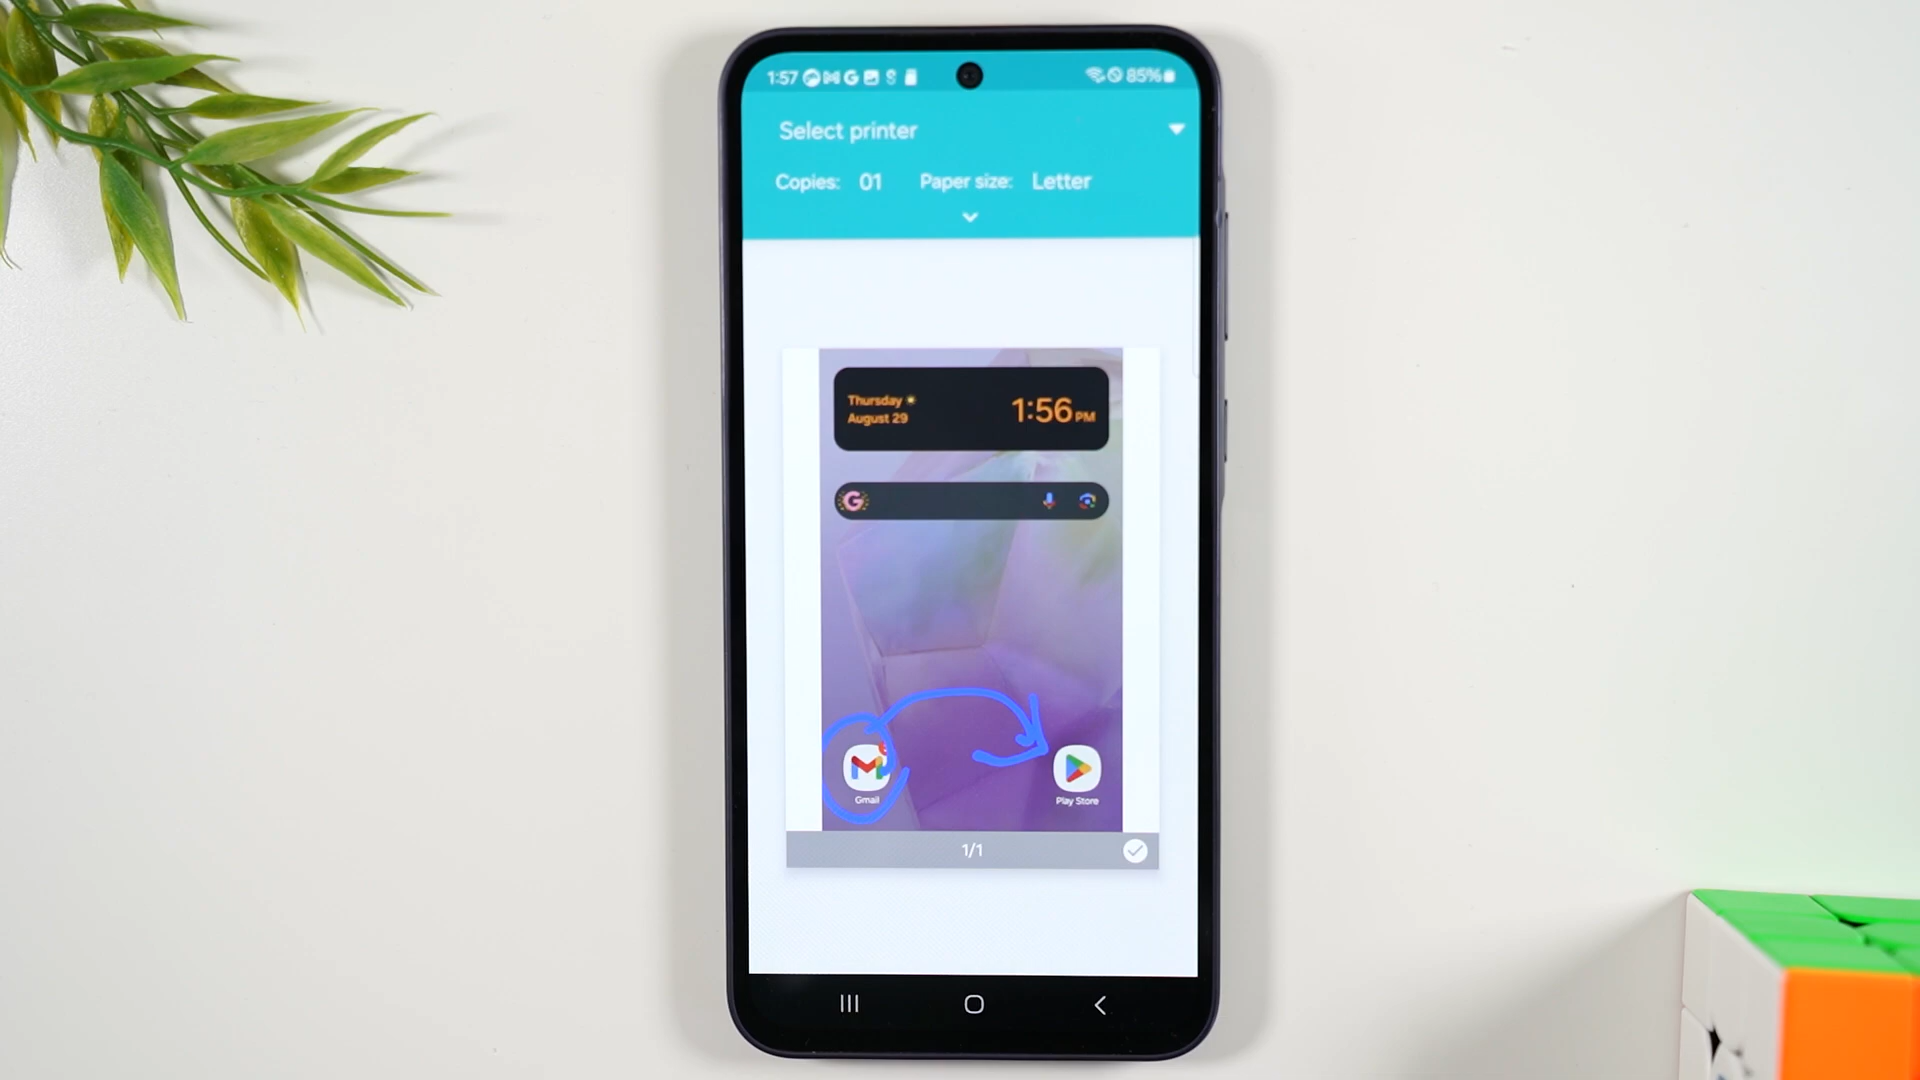 1:57 85%
Select printer
Copies: 01 Paper size: Letter
Thursday
August 29
1:56 PM
Gmail
Play Store
1/1